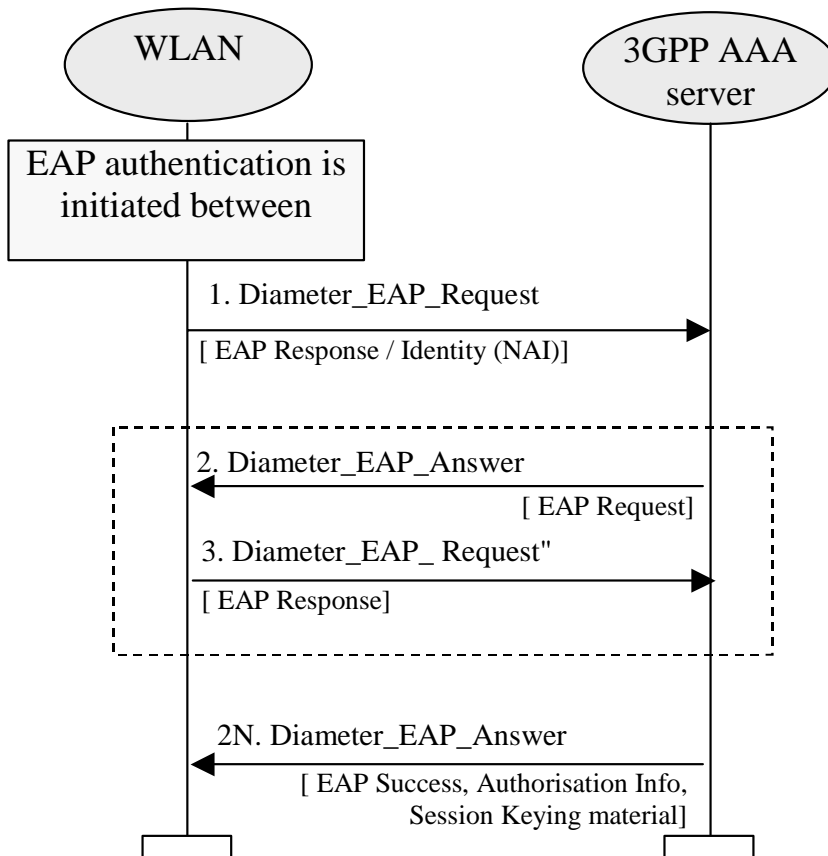 WLAN
3GPP AAA
server
EAP authentication is
initiated between
1. Diameter_EAP_Request
[ EAP Response / Identity (NAI)]
2. Diameter_EAP_Answer
[ EAP Request]
3. Diameter_EAP_ Request"
[ EAP Response]
2N. Diameter_EAP_Answer
[ EAP Success, Authorisation Info,
Session Keying material]